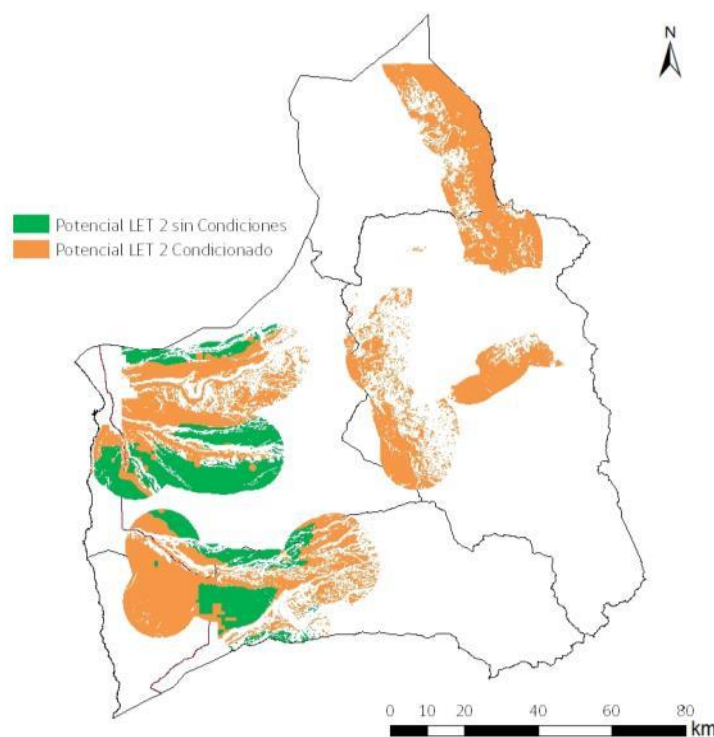 N
Potencial LET 2 sin Condiciones
Potencial LET 2 Condicionado
0 10 20 40 60 80
km